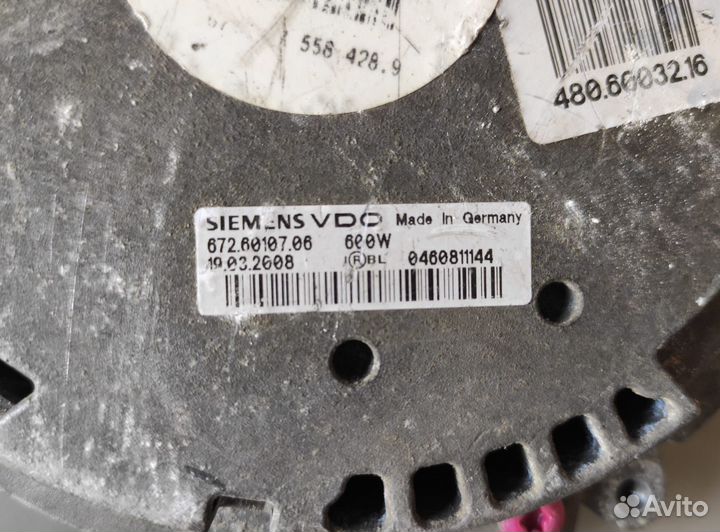 558 428.9
480.6003216
SIEMENS VDO Made In Germany
672.60107.06 600W
19.03.2008 BL 0460811144
Avito